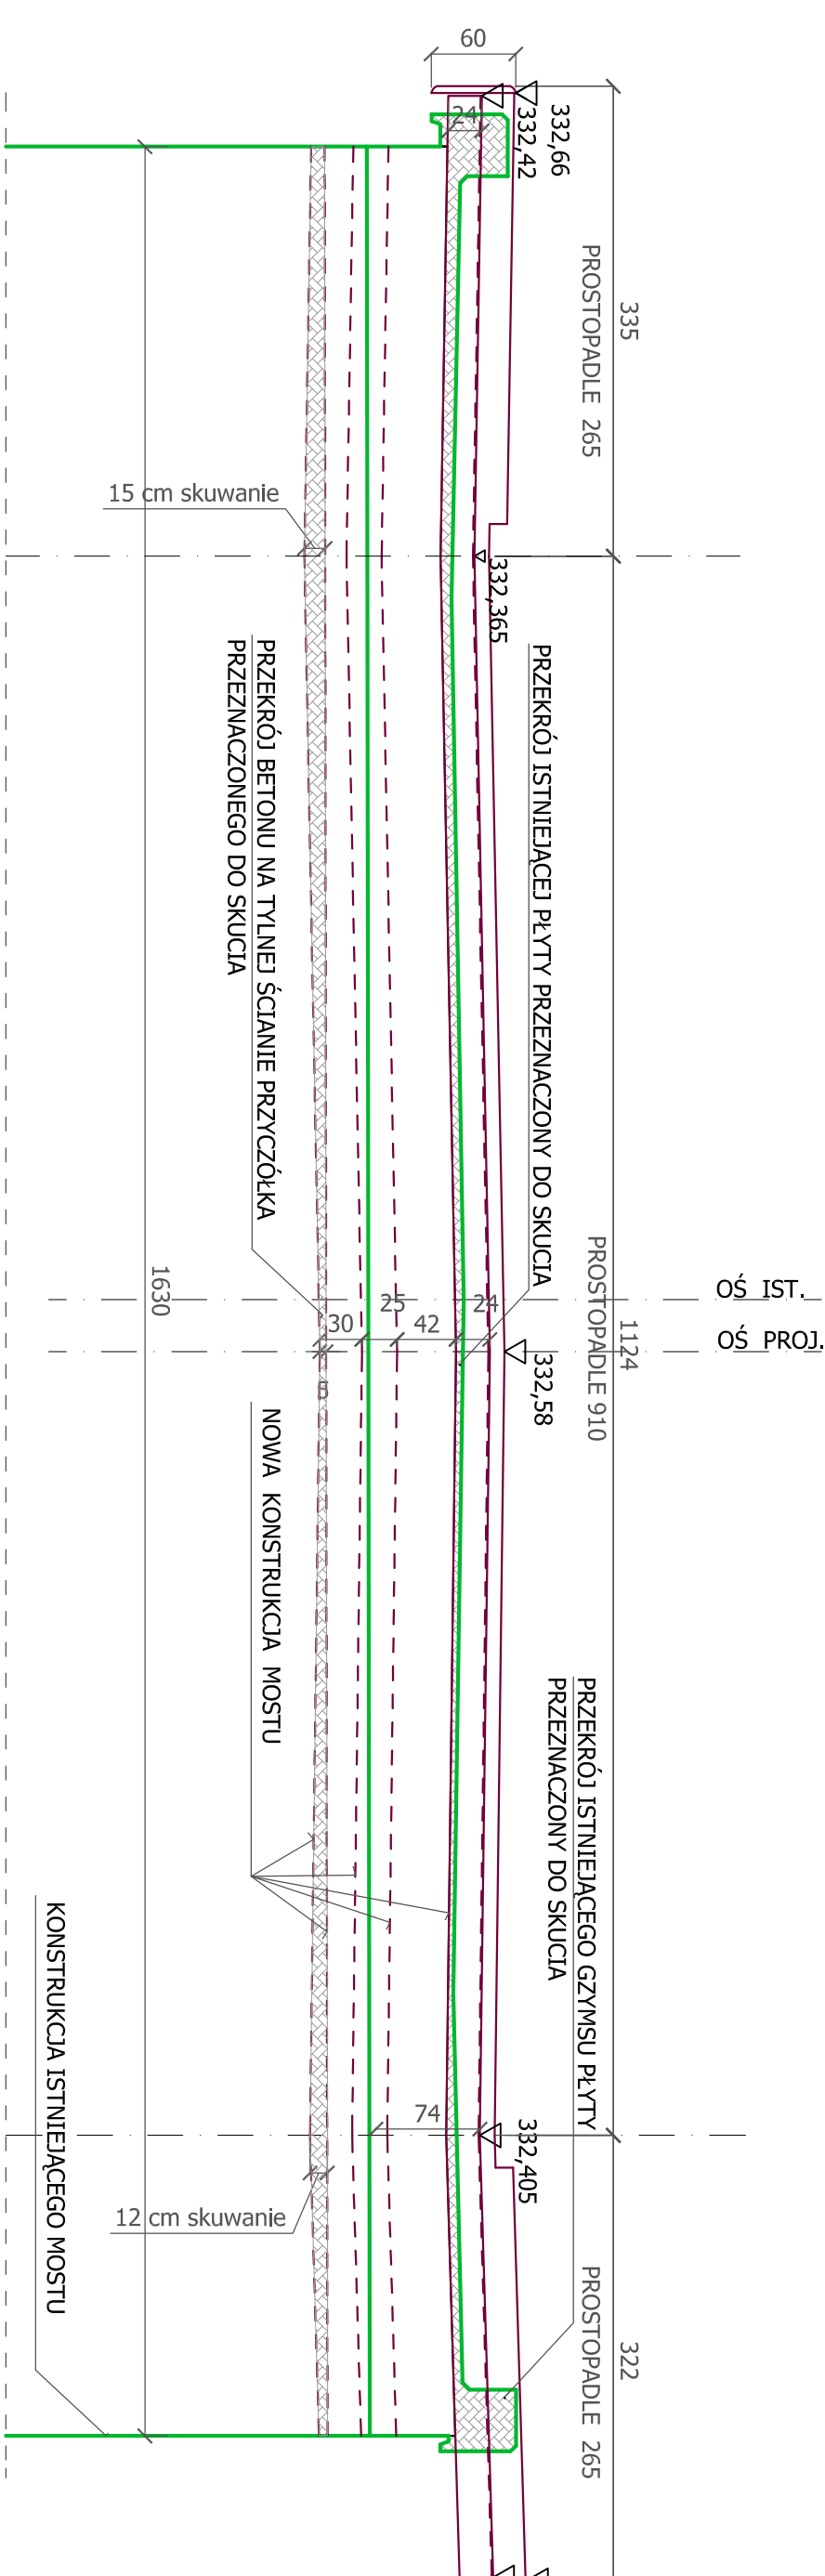 60
24
332,66
332,42
335
PROSTOPADLE 265
15 cm skuwanie
332,365
PRZEKRÓJ ISTNIEJĄCEJ PŁYTY PRZEZNACZONY DO SKUCIA
PRZEKRÓJ BETONU NA TYLNEJ ŚCIANIE PRZYCZÓŁKA
PRZEZNACZONEGO DO SKUCIA
OŚ IST.
OŚ PROJ.
1124
PROSTOPADLE 910
1630
30
25
42
24
332,58
NOWA KONSTRUKCJA MOSTU
PRZEKRÓJ ISTNIEJĄCEGO GZYMSU PŁYTY
PRZEZNACZONY DO SKUCIA
KONSTRUKCJA ISTNIEJĄCEGO MOSTU
74
332,405
12 cm skuwanie
322
PROSTOPADLE 265